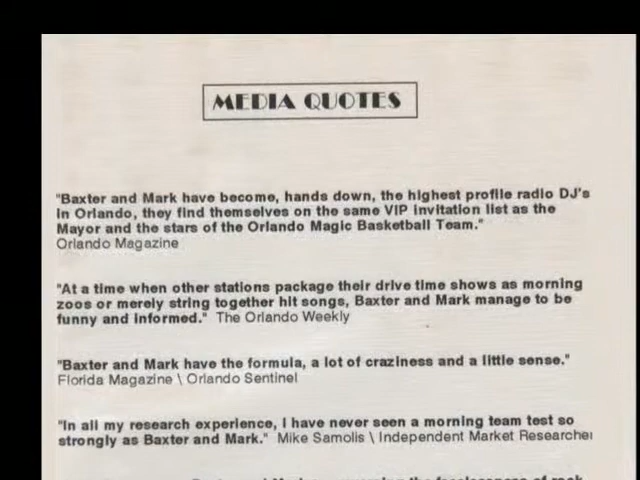 MEDIA QUOTES
"Baxter and Mark have become, hands down, the highest profile radio DJ's
in Orlando, they find themselves on the same VIP invitation list as the
Mayor and the stars of the Orlando Magic Basketball Team."
Orlando Magazine
"At a time when other stations package their drive time shows as morning
zoos or merely string together hit songs, Baxter and Mark manage to be
funny and informed." The Orlando Weekly
"Baxter and Mark have the formula, a lot of craziness and a little sense."
Florida Magazine \ Orlando Sentinel
"In all my research experience, I have never seen a morning team test so
strongly as Baxter and Mark." Mike Samolis \ Independent Market Researcher